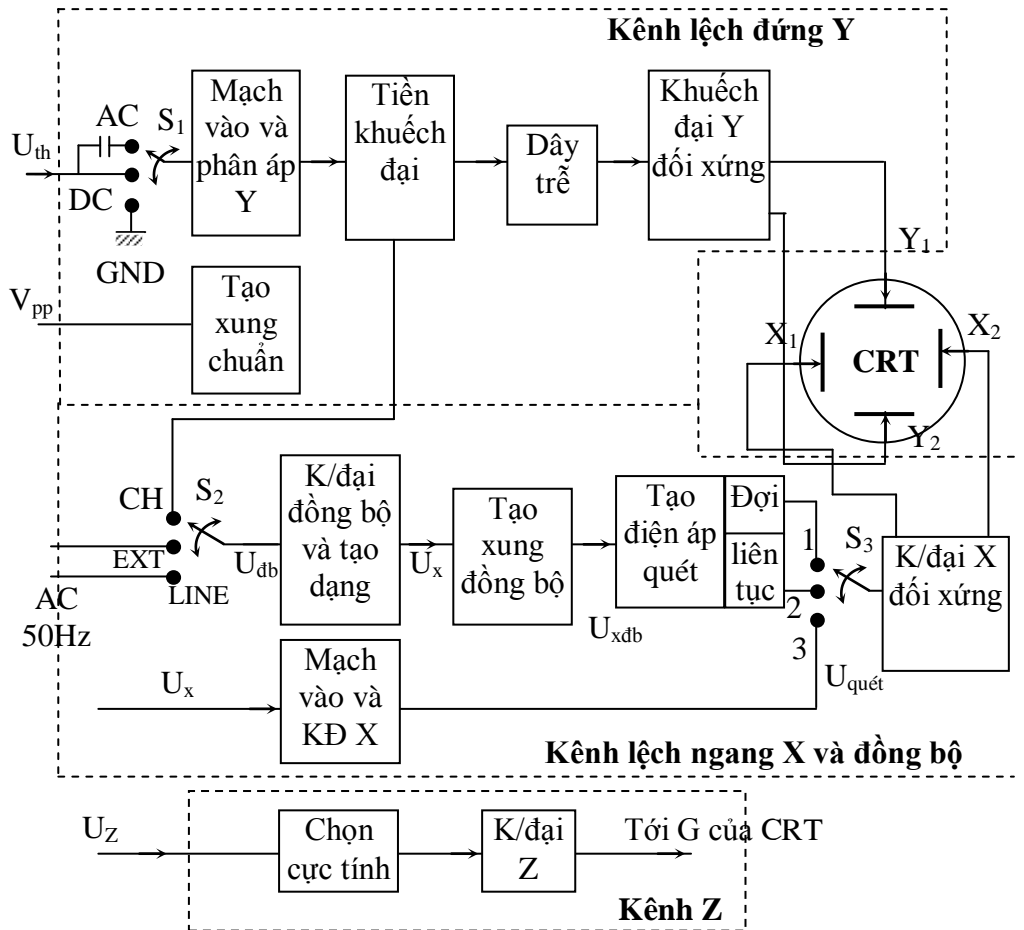 Kênh lệch đứng Y
AC
S1
Uth
DC
GND
Mạch
vào và
phân áp
Y
Tiền
khuếch
đại
Dây
trễ
Khuếch
đại Y
đối xứng
Y1
Vpp
Tạo
xung
chuẩn
X1
X2
CRT
Y2
CH
S2
EXT
LINE
AC
50Hz
Uđb
K/đại
đồng bộ
và tạo
dạng
Ux
Tạo
xung
đồng bộ
Uxđb
Tạo
điện áp
quét
Đợi
liên
tục
1
2
3
S3
Uquét
K/đại X
đối xứng
Ux
Mạch
vào và
KĐ X
Kênh lệch ngang X và đồng bộ
UZ
Chọn
cực tính
K/đại
Z
Tới G của CRT
Kênh Z